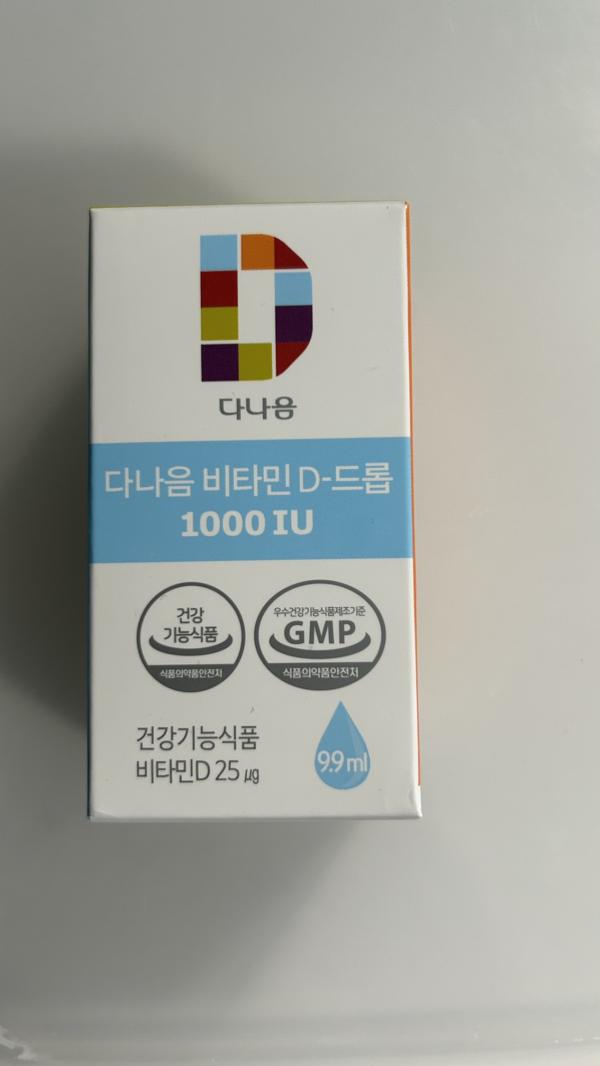 다나음
다나음 비타민 D-드롭
1000 IU
건강
기능식품
식품의약품안전처
우수건강기능식품제조기준
GMP
식품의약품안전처
건강기능식품
비타민D 25 μg
9.9 ml